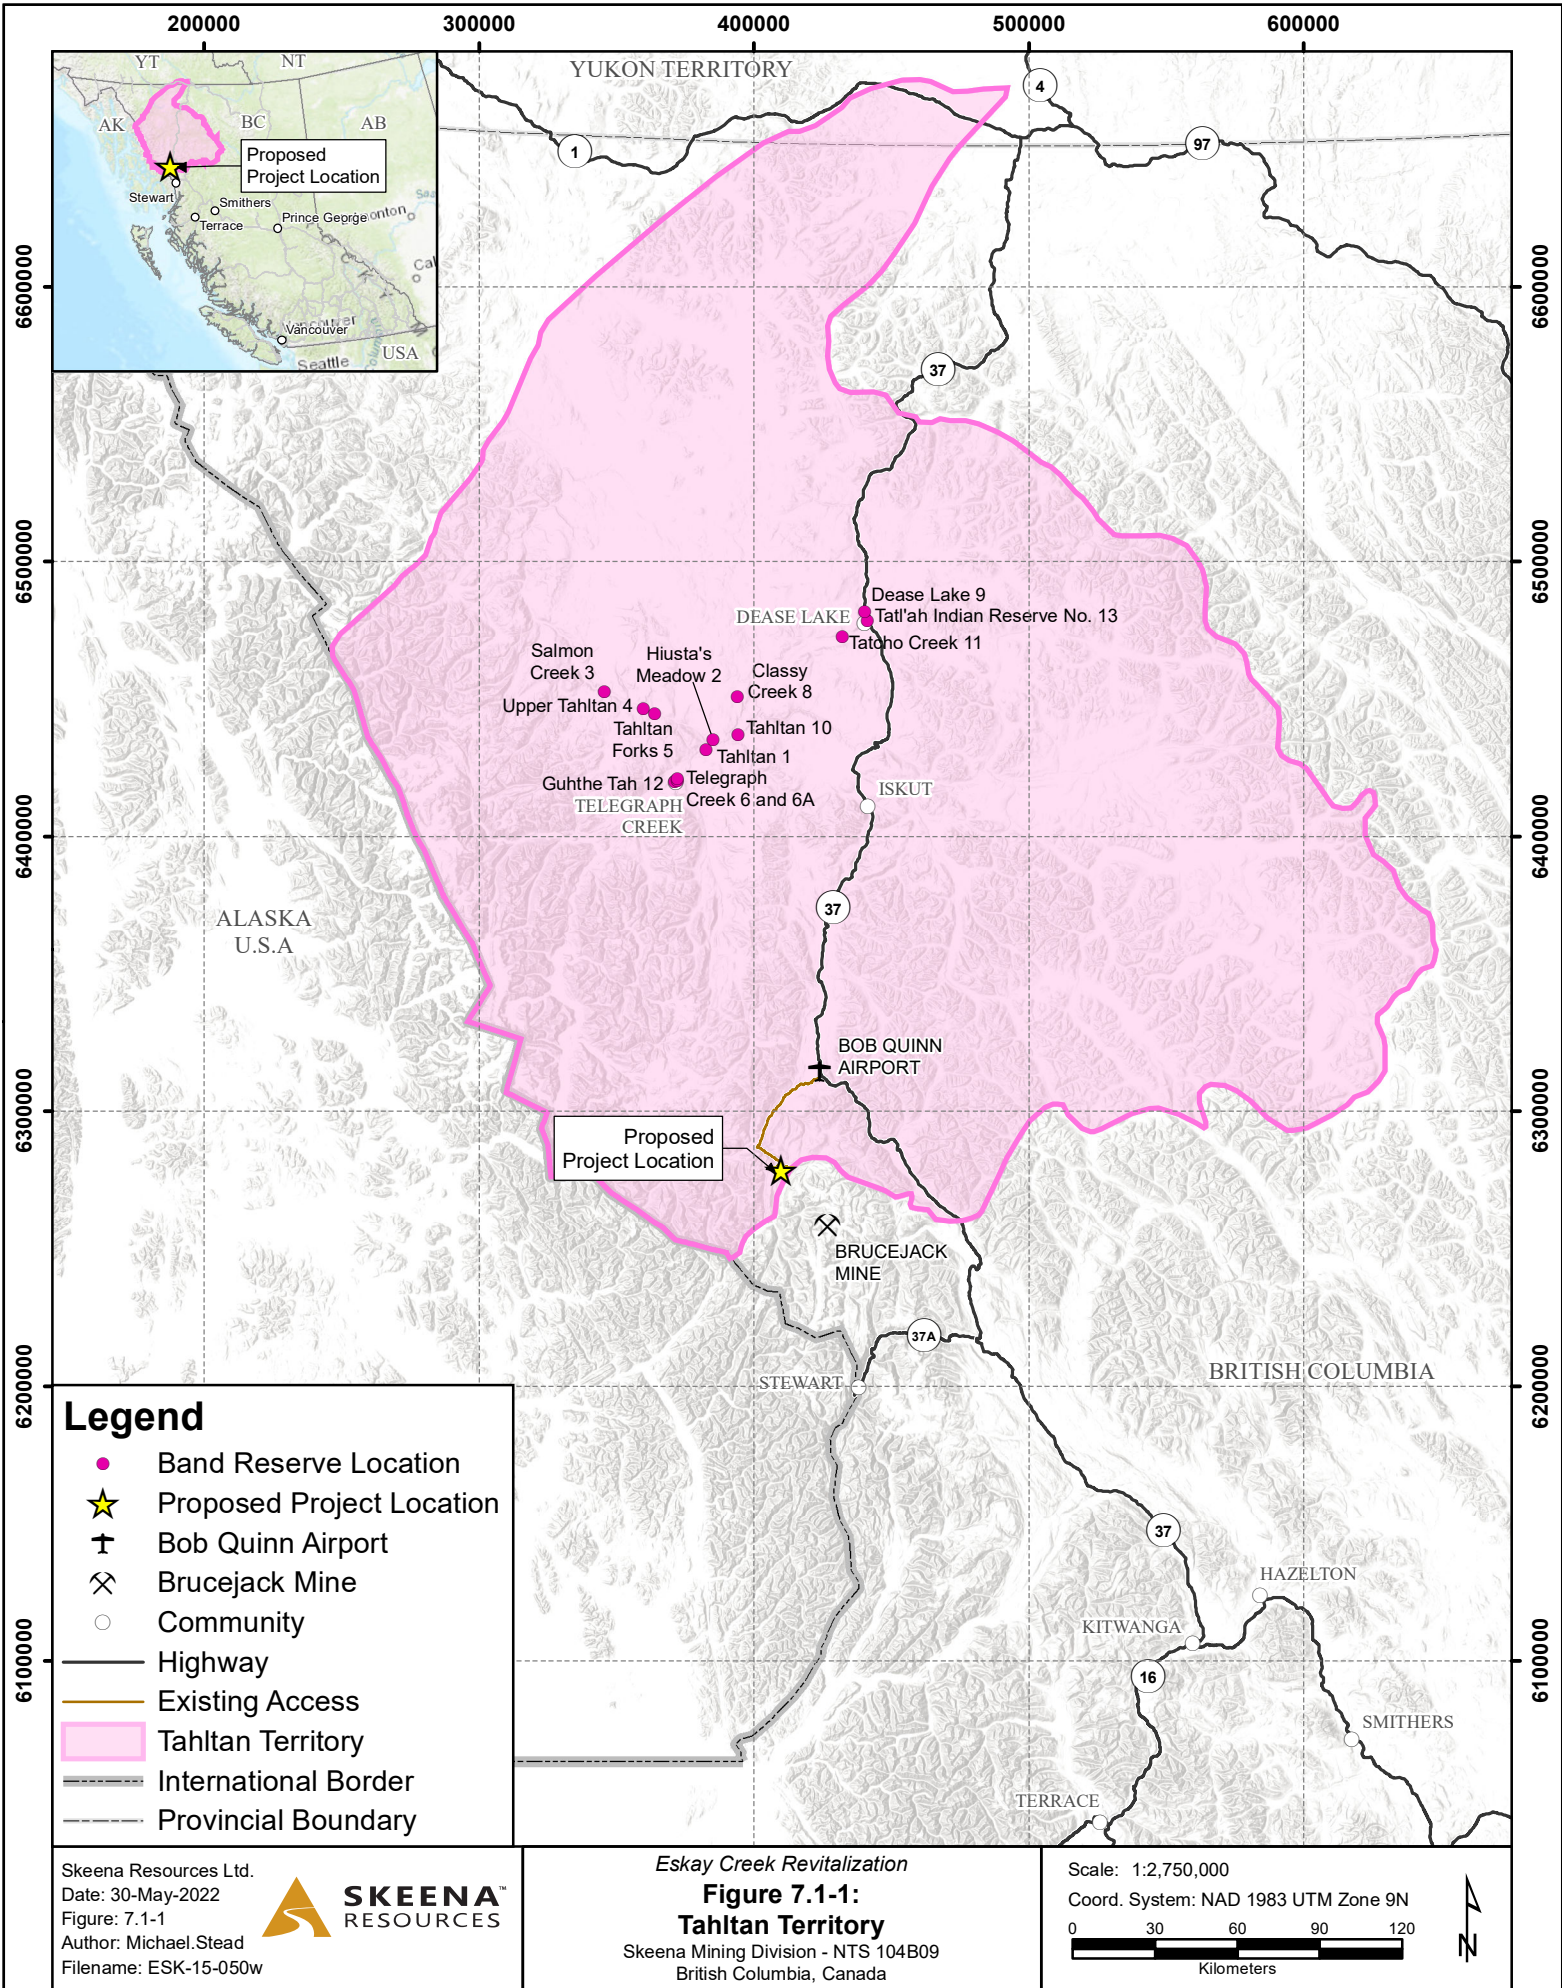 200000
300000
400000
500000
600000
YT
NT
AK
BC
AB
Proposed
Project Location
Stewart
Smithers
Terrace
Prince George
Vancouver
Seattle
USA
YUKON TERRITORY
1
4
97
37
6600000
6600000
6500000
6500000
Dease Lake 9
DEASE LAKE
Tatl'ah Indian Reserve No. 13
Tatcho Creek 11
Salmon
Creek 3
Hiusta's
Meadow 2
Classy
Creek 8
Upper Tahltan 4
Tahltan
Forks 5
Tahltan 10
Tahltan 1
Guhthe Tah 12
Telegraph
Creek 6 and 6A
TELEGRAPH
CREEK
ISKUT
6400000
6400000
37
ALASKA
U.S.A
BOB QUINN
AIRPORT
6300000
6300000
Proposed
Project Location
BRUCEJACK
MINE
37A
STEWART
BRITISH COLUMBIA
6200000
6200000
37
HAZELTON
KITWANGA
16
6100000
6100000
SMITHERS
TERRACE
Legend
Band Reserve Location
Proposed Project Location
Bob Quinn Airport
Brucejack Mine
Community
Highway
Existing Access
Tahltan Territory
International Border
Provincial Boundary
Skeena Resources Ltd.
Date: 30-May-2022
Figure: 7.1-1
Author: Michael.Stead
Filename: ESK-15-050w
SKEENA™
RESOURCES
Eskay Creek Revitalization
Figure 7.1-1:
Tahltan Territory
Skeena Mining Division - NTS 104B09
British Columbia, Canada
Scale: 1:2,750,000
Coord. System: NAD 1983 UTM Zone 9N
0 30 60 90 120
Kilometers
N